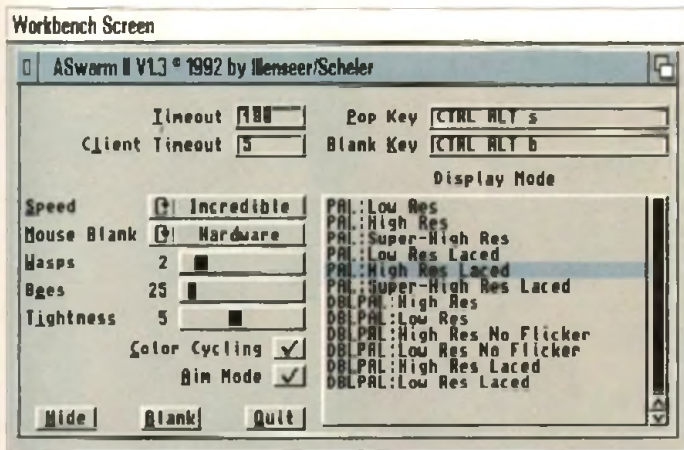 Workbench Screen
ASwarm II V1.3 © 1992 by Illenseer/Scheler
Timeout
Client Timeout 5
Pop Key CTRL ALT s
Blank Key CTRL ALT b
Display Mode
Speed Incredible
Mouse Blank Hardware
Wasps 2
Bees 25
Tightness 5
Color Cycling
Aim Mode
Hide
Blank
Quit
PAL:Low Res
PAL:High Res
PAL:Super-High Res
PAL:Low Res Laced
PAL:High Res Laced
PAL:Super-High Res Laced
DBLPAL:High Res
DBLPAL:Low Res
DBLPAL:High Res No Flicker
DBLPAL:Low Res No Flicker
DBLPAL:High Res Laced
DBLPAL:Low Res Laced